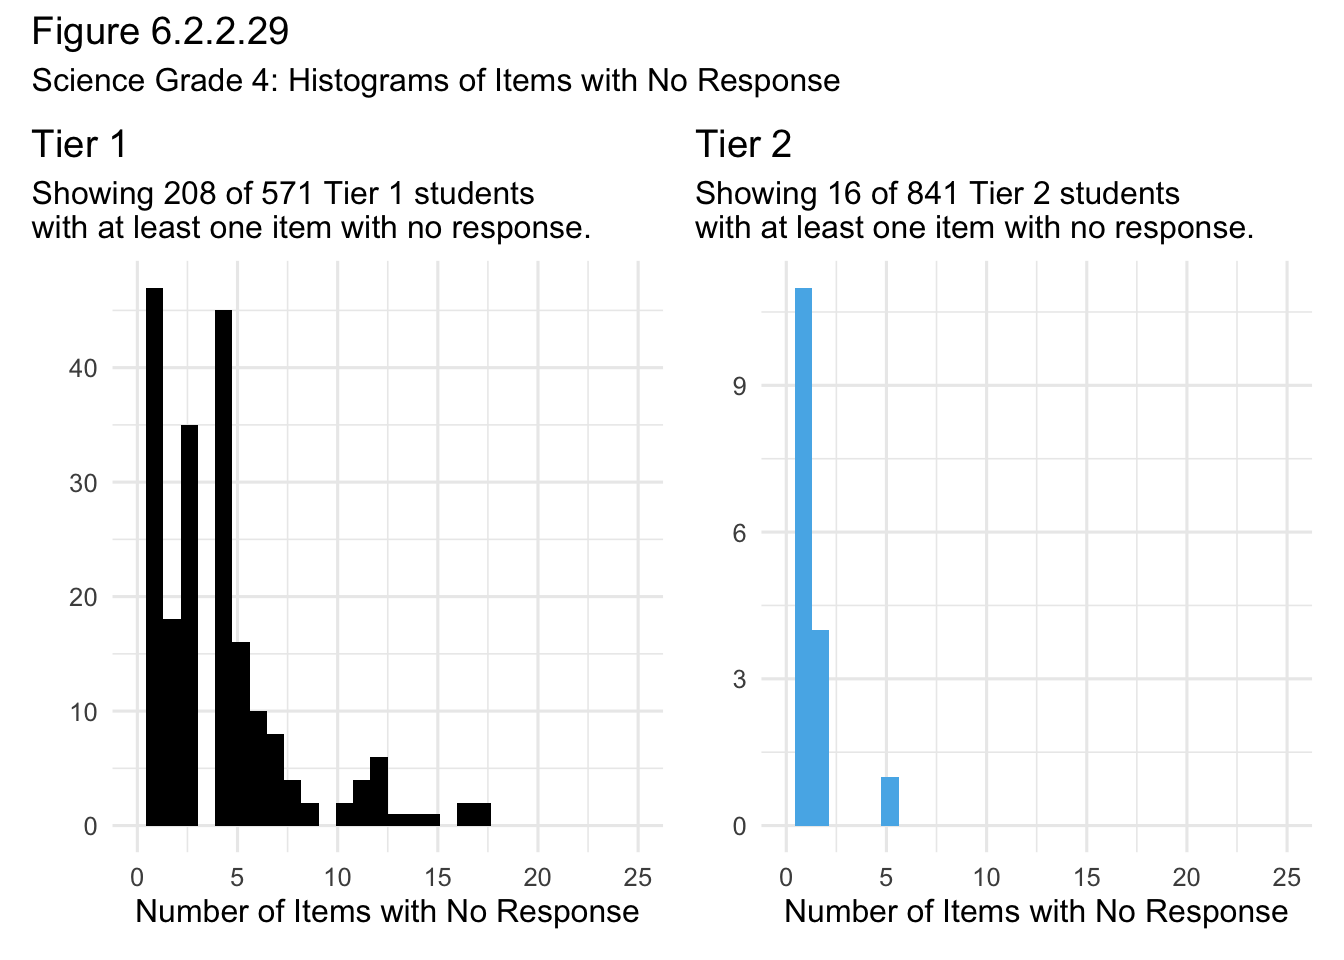 Figure 6.2.2.29
Science Grade 4: Histograms of Items with No Response
Tier 1
Showing 208 of 571 Tier 1 students
with at least one item with no response.
40
30
20
10
0
0 5 10 15 20 25
Number of Items with No Response
Tier 2
Showing 16 of 841 Tier 2 students
with at least one item with no response.
9
6
3
0
0 5 10 15 20 25
Number of Items with No Response